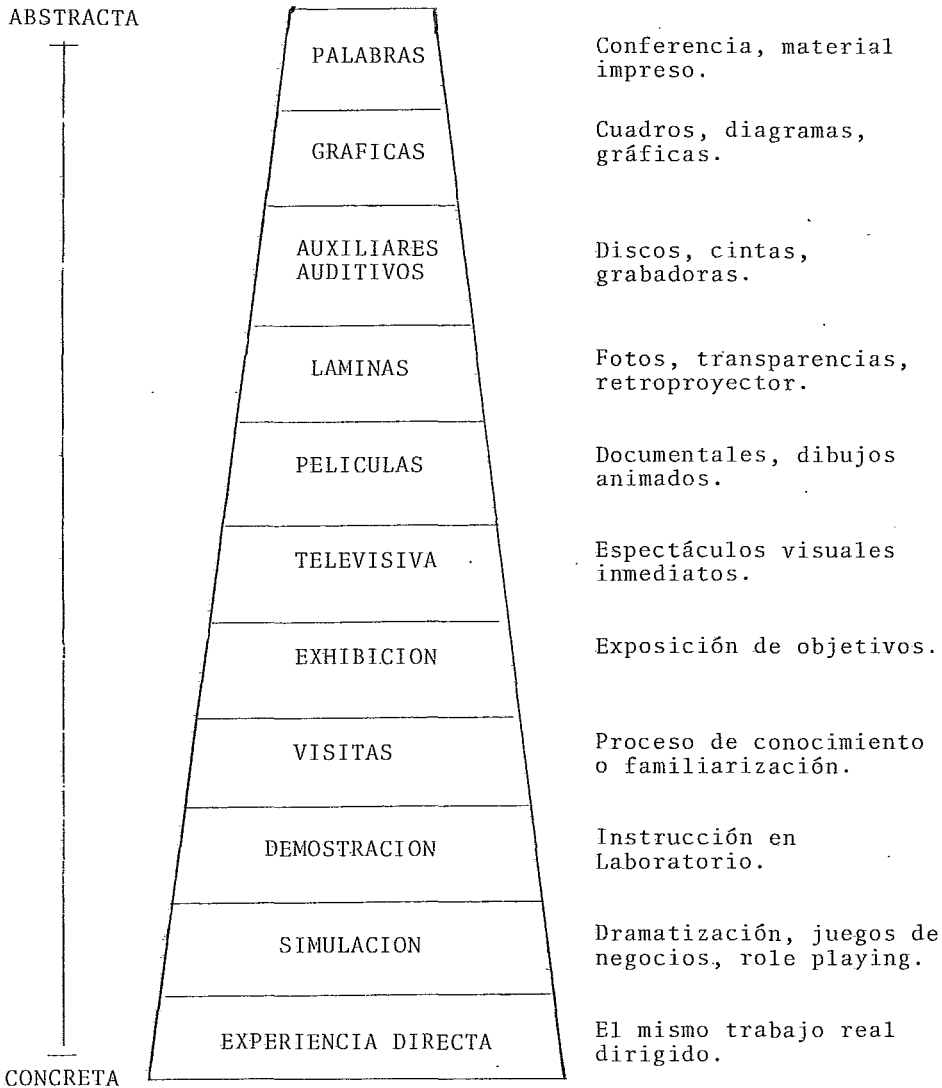 ABSTRACTA
PALABRAS
Conferencia, material
impreso.
GRAFICAS
Cuadros, diagramas,
gráficas.
AUXILIARES
AUDITIVOS
Discos, cintas,
grabadoras.
LAMINAS
Fotos, transparencias,
retroproyector.
PELICULAS
Documentales, dibujos
animados.
TELEVISIVA
Espectáculos visuales
inmediatos.
EXHIBICION
Exposición de objetivos.
VISITAS
Proceso de conocimiento
o familiarización.
DEMOSTRACION
Instrucción en
Laboratorio.
SIMULACION
Dramatización, juegos de
negocios, role playing.
EXPERIENCIA DIRECTA
El mismo trabajo real
dirigido.
CONCRETA